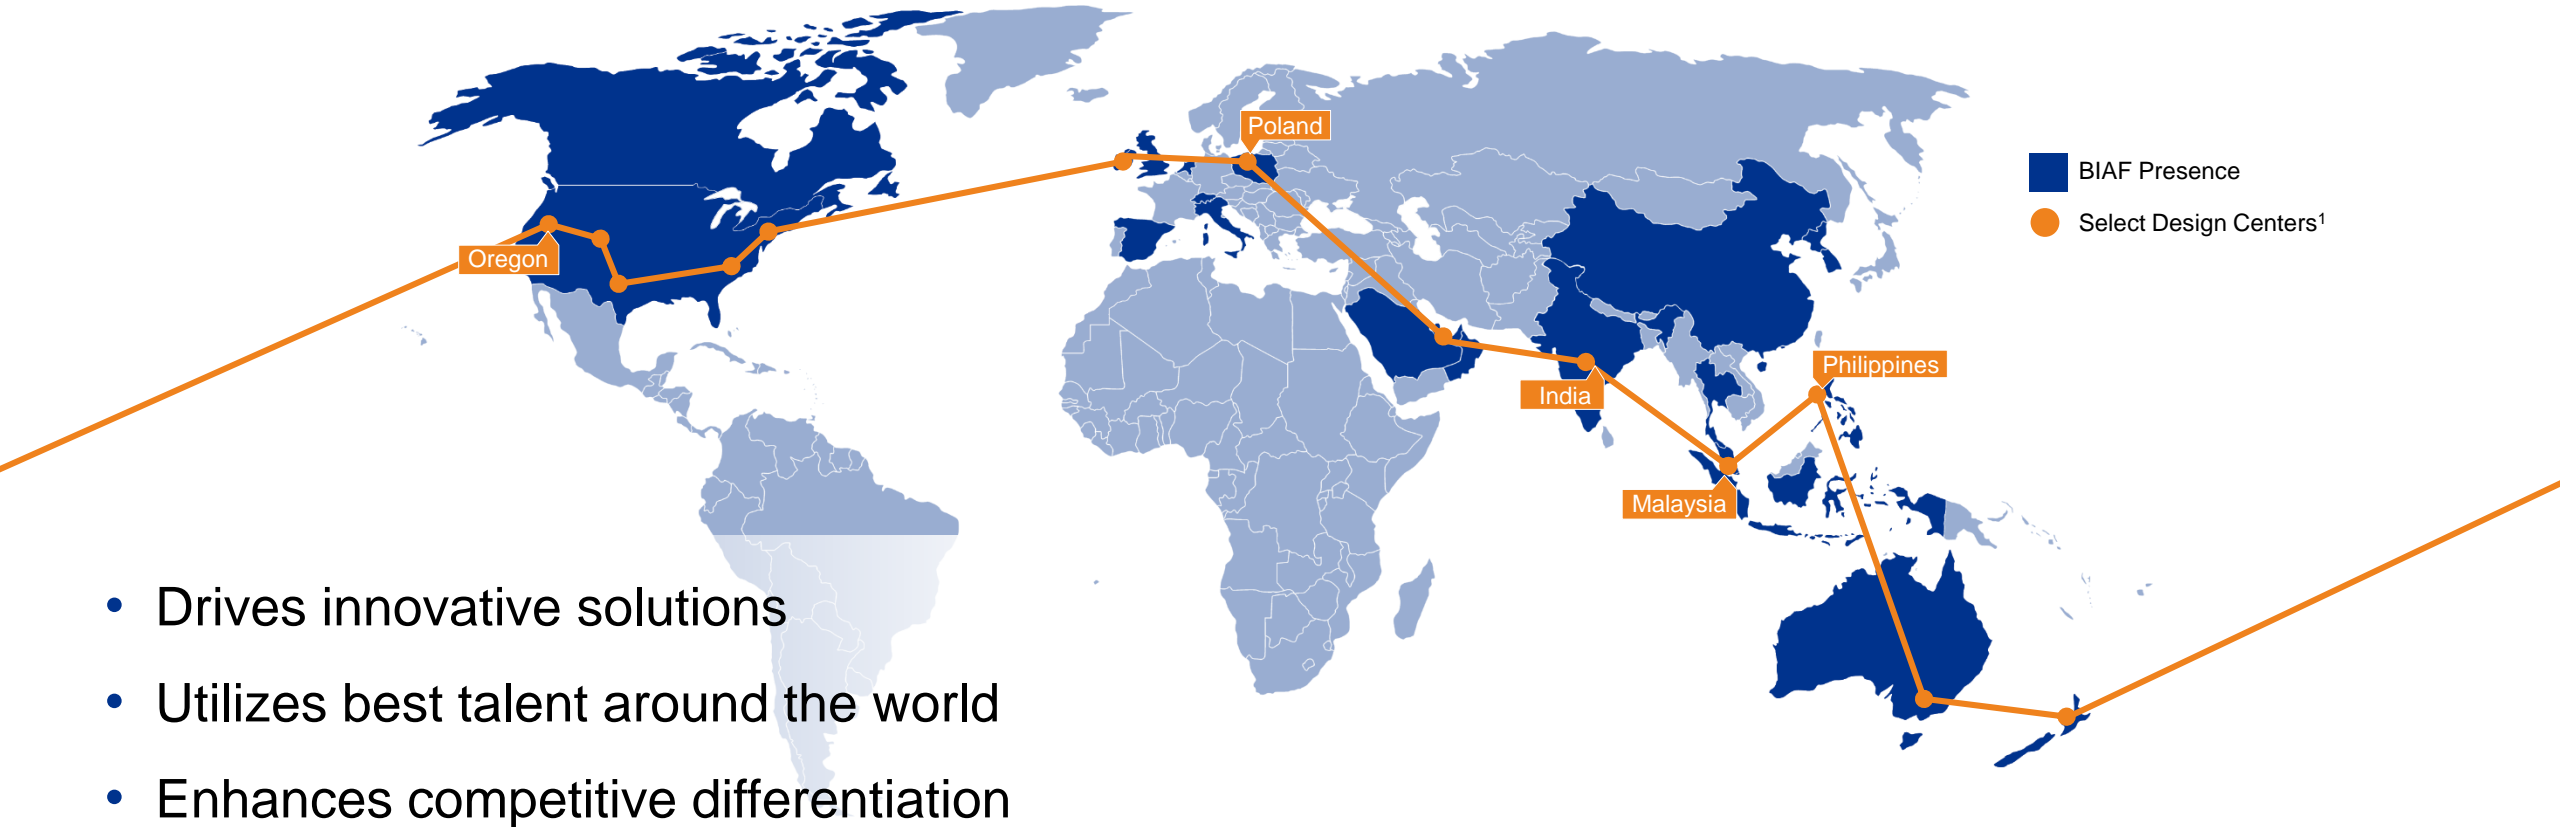 Poland
BIAF Presence
Select Design Centers¹
Oregon
Philippines
India
Malaysia
• Drives innovative solutions
• Utilizes best talent around the world
• Enhances competitive differentiation